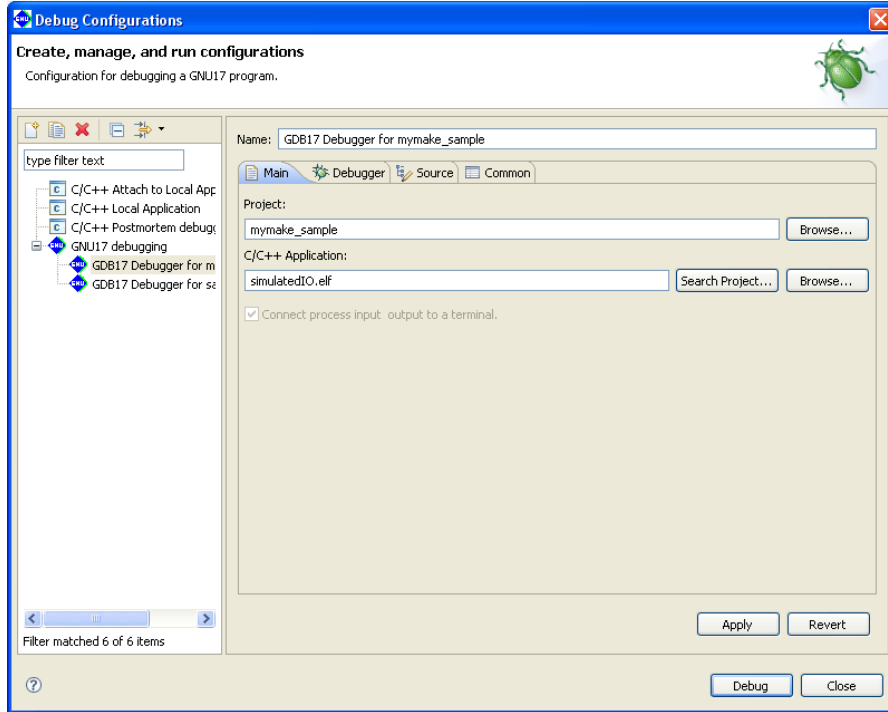 Debug Configurations
Create, manage, and run configurations
Configuration for debugging a GNU17 program.
type filter text
C/C++ Attach to Local App
C/C++ Local Application
C/C++ Postmortem debugg
GNU17 debugging
GDB17 Debugger for m
GDB17 Debugger for sa
Filter matched 6 of 6 items
Name: GDB17 Debugger for mymake_sample
Main Debugger Source Common
Project:
mymake_sample Browse...
C/C++ Application:
simulatedIO.elf Search Project... Browse...
Connect process input output to a terminal.
Apply Revert
Debug Close